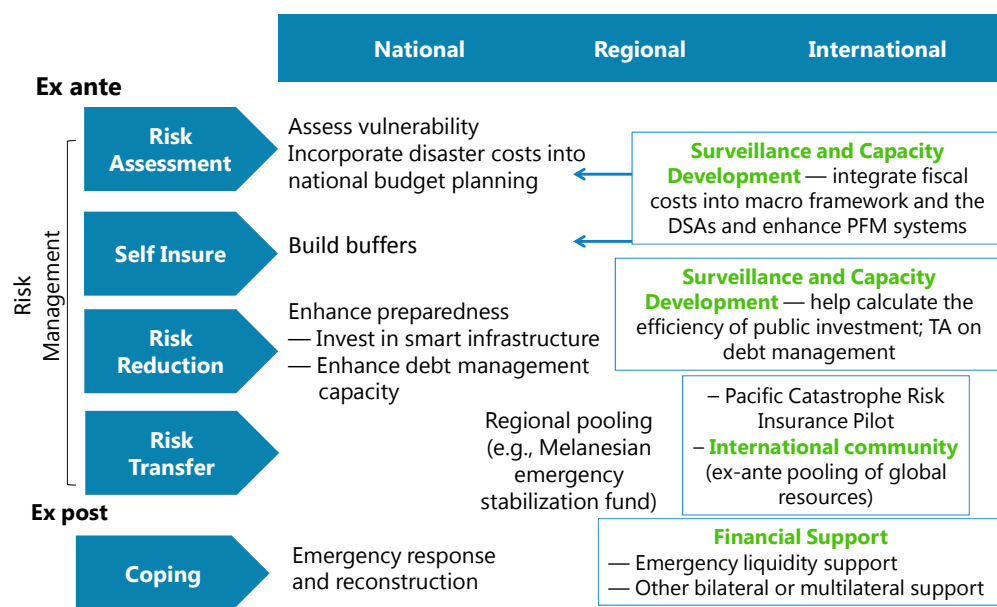 National Regional International
Ex ante
Risk
Management
Risk
Assessment
Assess vulnerability
Incorporate disaster costs into
national budget planning
Surveillance and Capacity
Development — integrate fiscal
costs into macro framework and the
DSAs and enhance PFM systems
Self Insure
Build buffers
Surveillance and Capacity
Development — help calculate the
efficiency of public investment; TA on
debt management
Risk
Reduction
Enhance preparedness
— Invest in smart infrastructure
— Enhance debt management
capacity
Risk
Transfer
Regional pooling
(e.g., Melanesian
emergency
stabilization fund)
– Pacific Catastrophe Risk
Insurance Pilot
– International community
(ex-ante pooling of global
resources)
Ex post
Coping
Emergency response
and reconstruction
Financial Support
— Emergency liquidity support
— Other bilateral or multilateral support